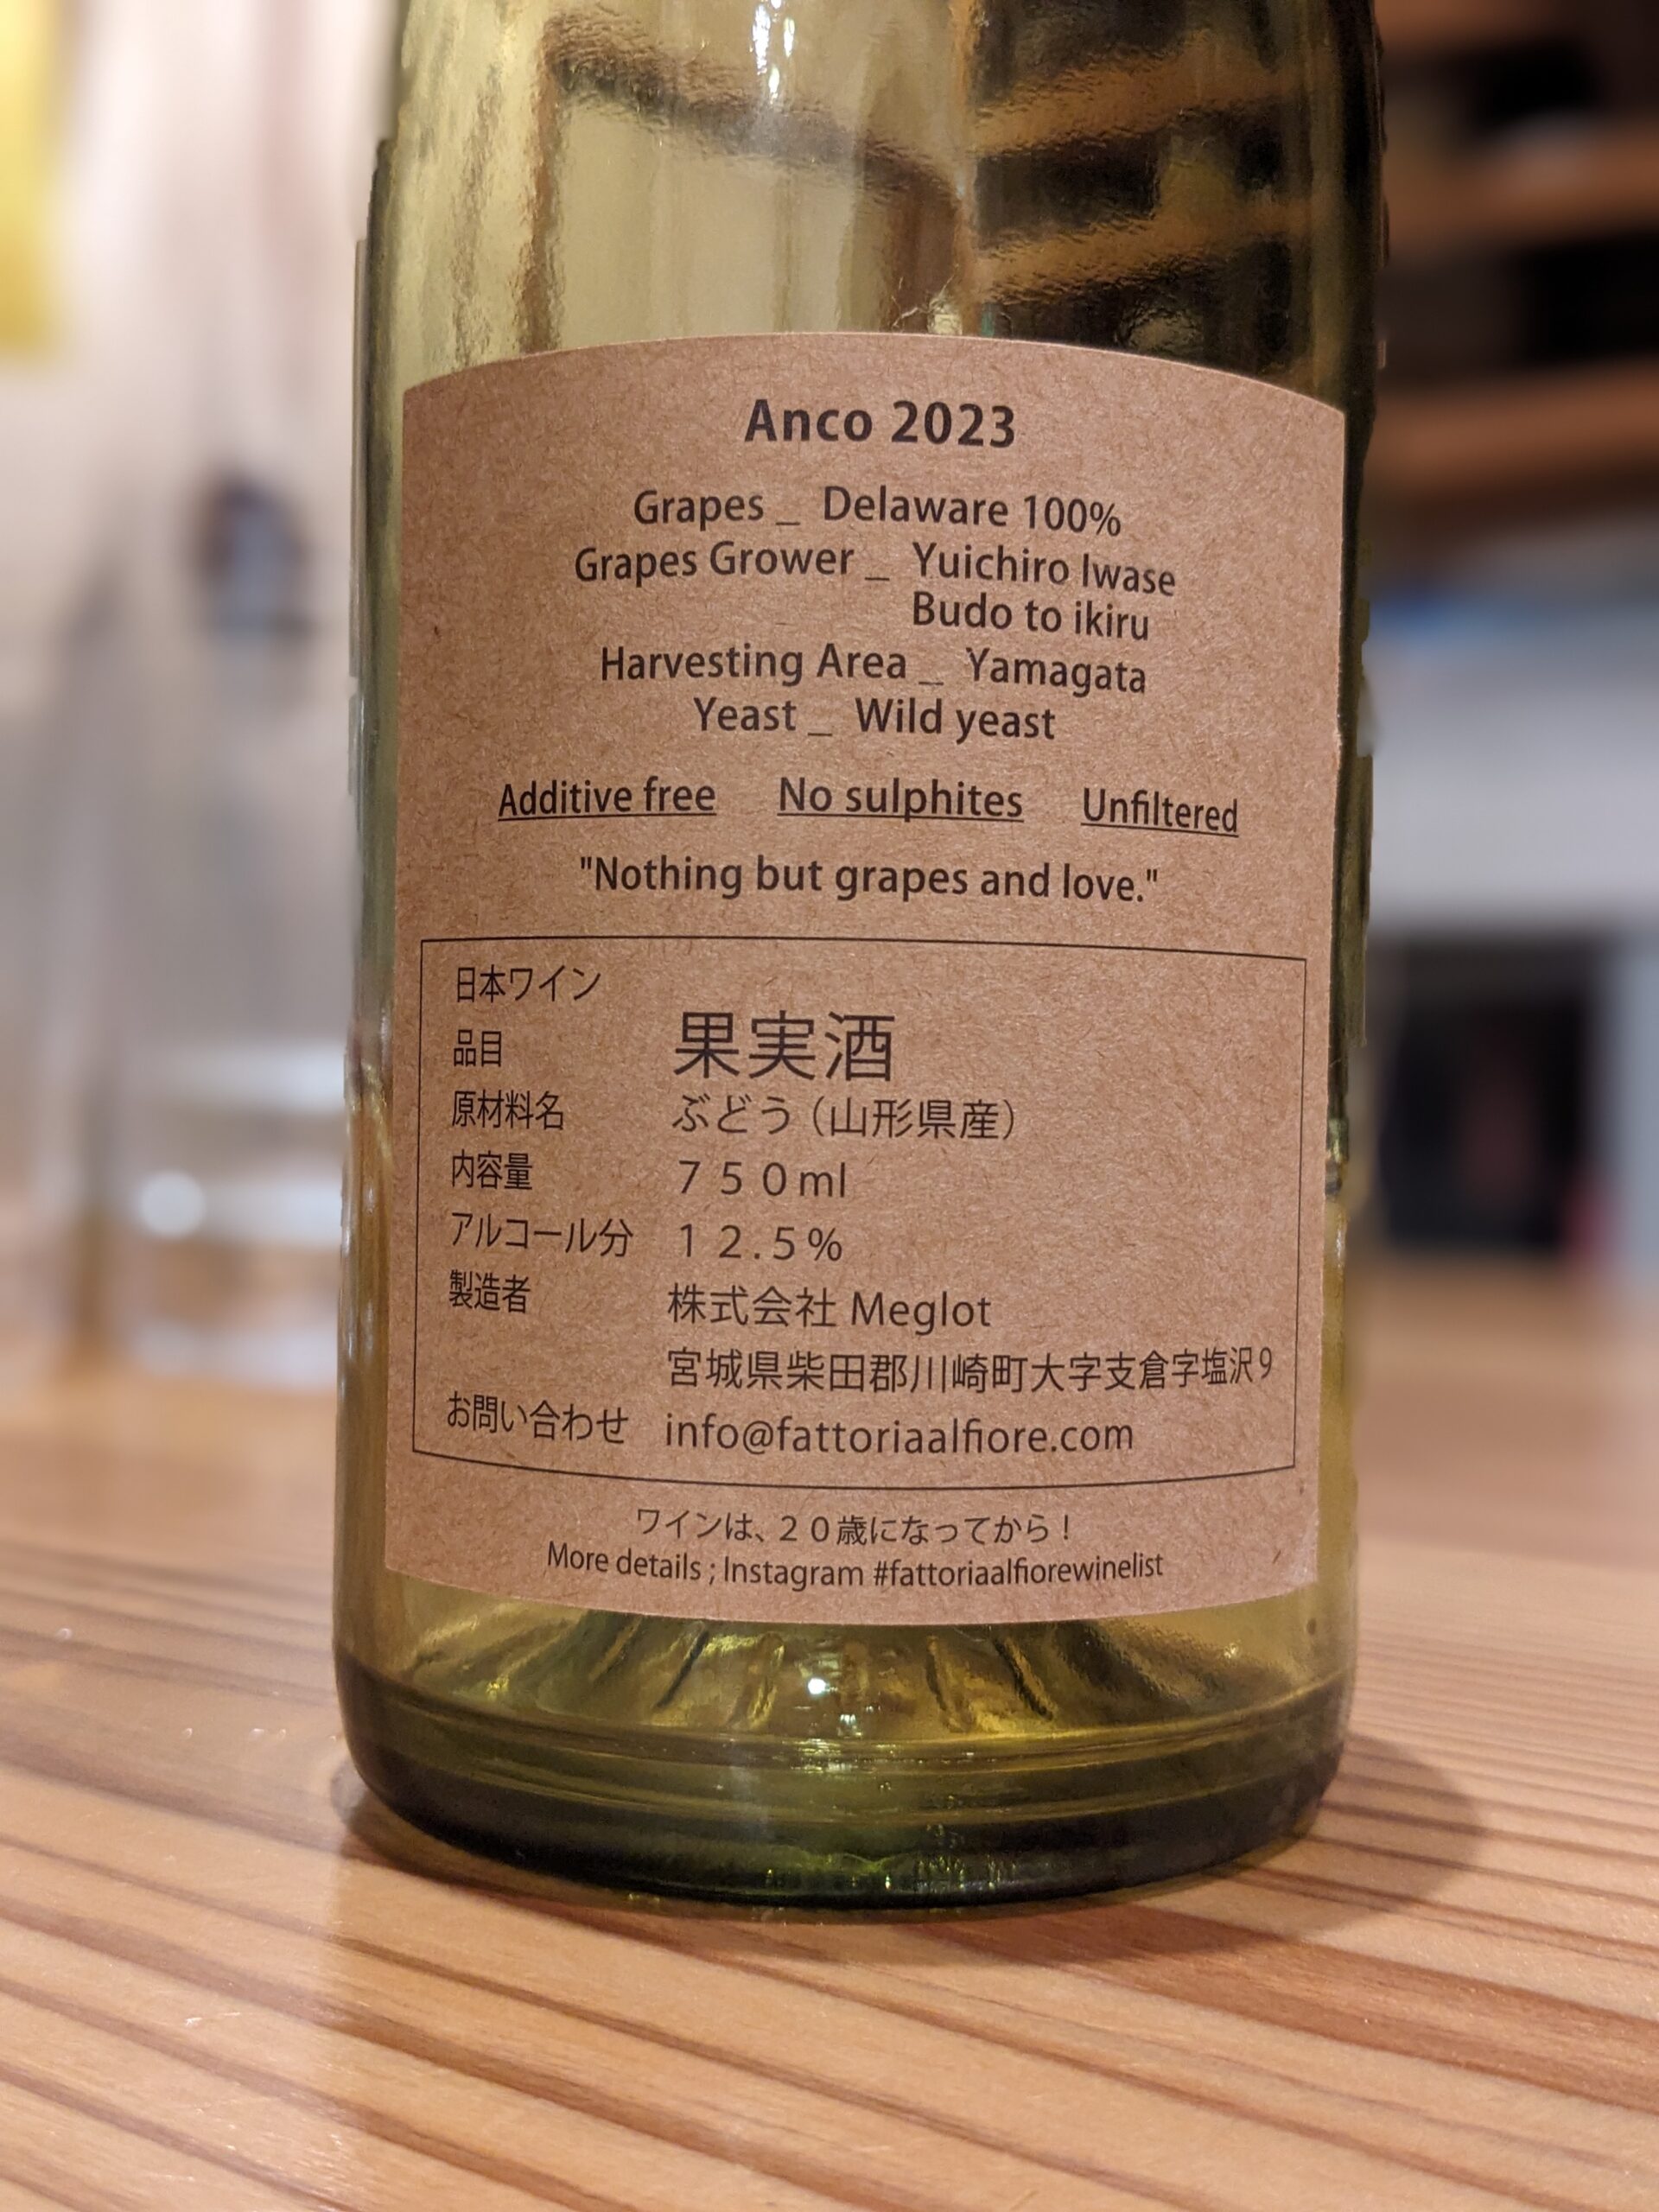 Anco 2023
Grapes _ Delaware 100%
Grapes Grower _ Yuichiro Iwase
Budo to ikiru
Harvesting Area _ Yamagata
Yeast _ Wild yeast
Additive free No sulphites Unfiltered
"Nothing but grapes and love."
日本ワイン
品目 果実酒
原材料名 ぶどう（山形県産）
内容量 ７５０ml
アルコール分 １２.５%
製造者 株式会社 Meglot
宮城県柴田郡川崎町大字支倉字塩沢９
お問い合わせ info@fattoriaalfiore.com
ワインは、２０歳になってから！
More details ; Instagram #fattoriaalfiorewinelist